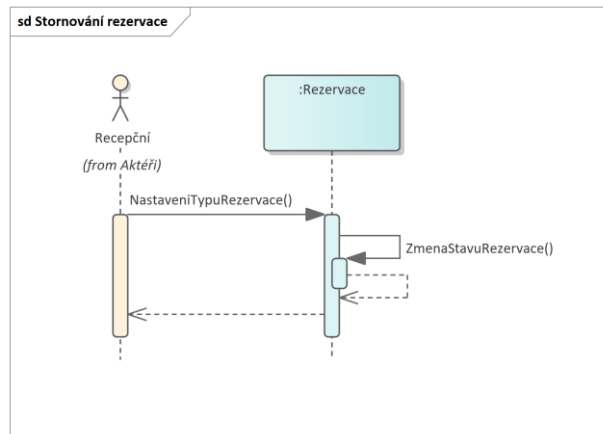 sd Stornování rezervace
:Rezervace
Recepční
(from Aktéři)
NastaveniTypuRezervace()
ZmenaStavuRezervace()